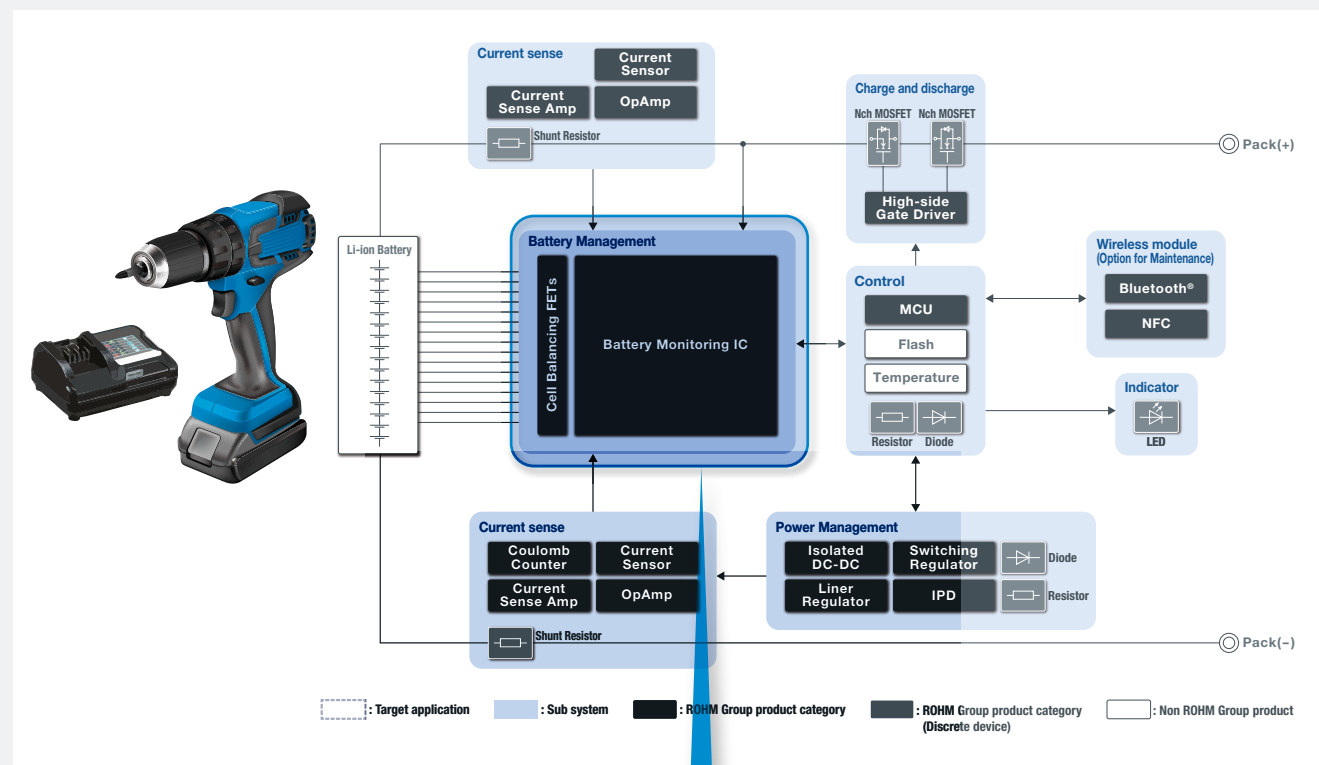 Current sense
Current
Sensor
Current
Sense Amp
OpAmp
Shunt Resistor
Charge and discharge
Nch MOSFET
Nch MOSFET
High-side
Gate Driver
Pack(+)
Li-ion Battery
Battery Management
Cell Balancing FETs
Battery Monitoring IC
Control
MCU
Flash
Temperature
Resistor
Diode
Wireless module
(Option for Maintenance)
Bluetooth®
NFC
Indicator
LED
Current sense
Coulomb
Counter
Current
Sensor
Current
Sense Amp
OpAmp
Shunt Resistor
Power Management
Isolated
DC-DC
Switching
Regulator
Diode
Liner
Regulator
IPD
Resistor
Pack(−)
: Target application
: Sub system
: ROHM Group product category
: ROHM Group product category
(Discrete device)
: Non ROHM Group product